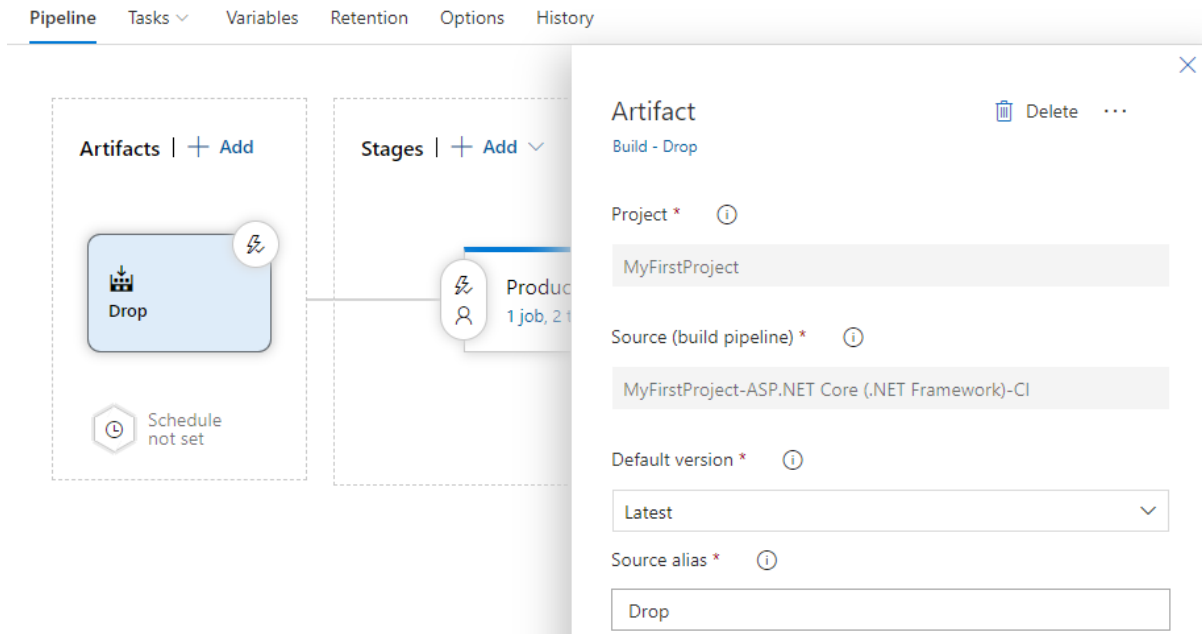 Pipeline Tasks Variables Retention Options History
Artifacts | + Add
Stages | + Add
Drop
Schedule
not set
1 job, 2
Artifact
Delete ...
Build - Drop
Project *
MyFirstProject
Source (build pipeline) *
MyFirstProject-ASP.NET Core (.NET Framework)-CI
Default version *
Latest
Source alias *
Drop